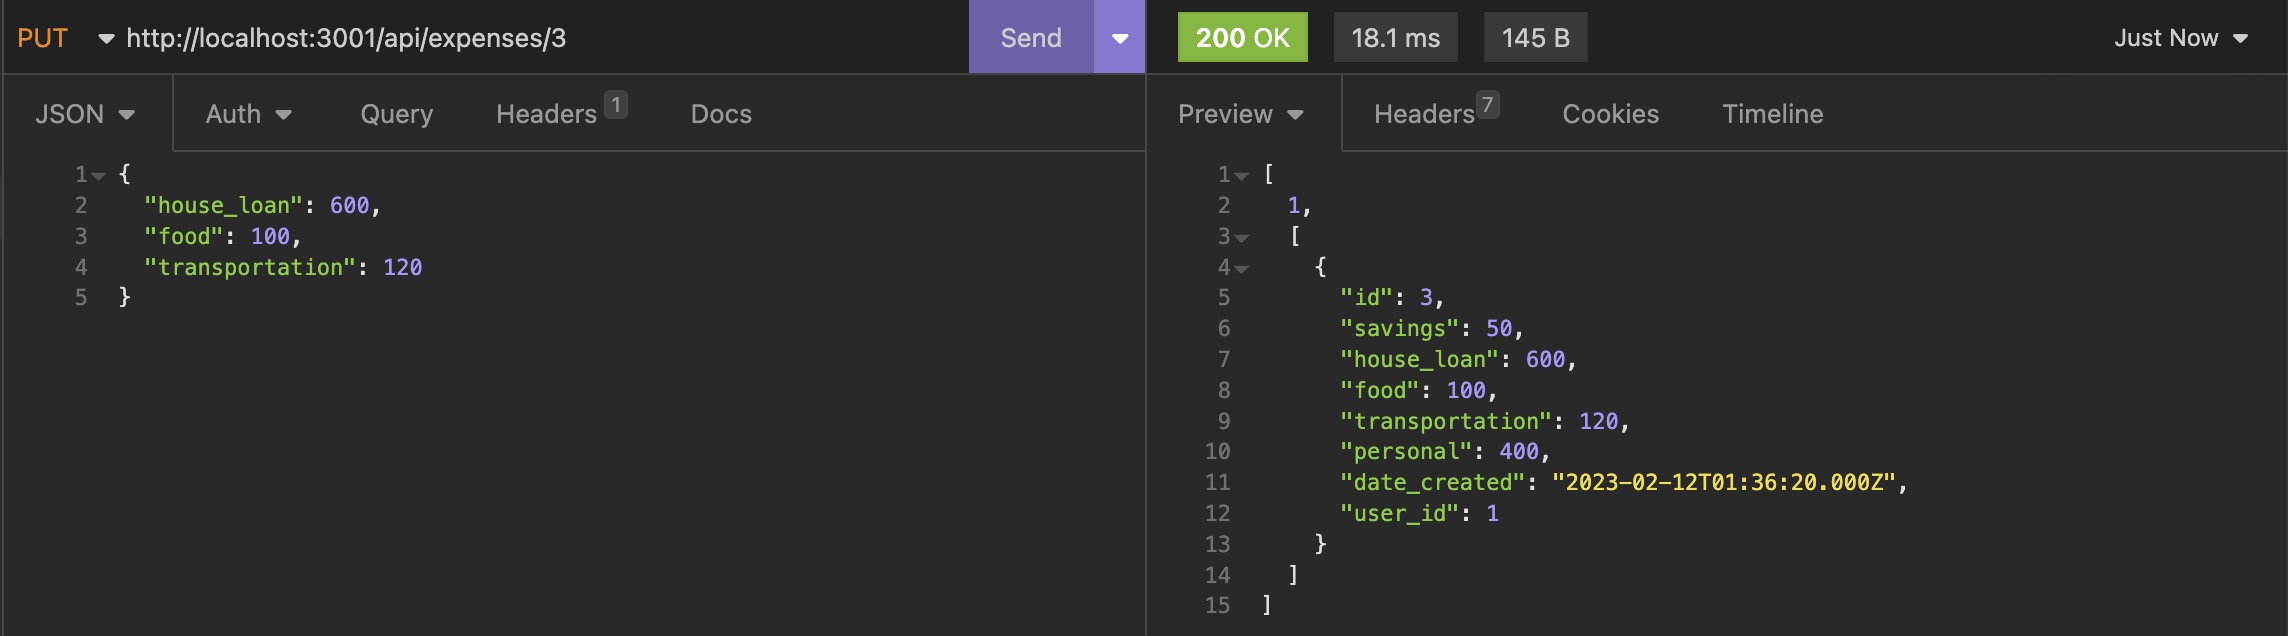 PUT http://localhost:3001/api/expenses/3 Send 200 OK 18.1 ms 145 B Just Now
JSON Auth Query Headers 1 Docs
1 {
2 "house_loan": 600,
3 "food": 100,
4 "transportation": 120
5 }
Preview Headers 7 Cookies Timeline
1 [
2 1,
3 [
4 {
5 "id": 3,
6 "savings": 50,
7 "house_loan": 600,
8 "food": 100,
9 "transportation": 120,
10 "personal": 400,
11 "date_created": "2023-02-12T01:36:20.000Z",
12 "user_id": 1
13 }
14 ]
15 ]